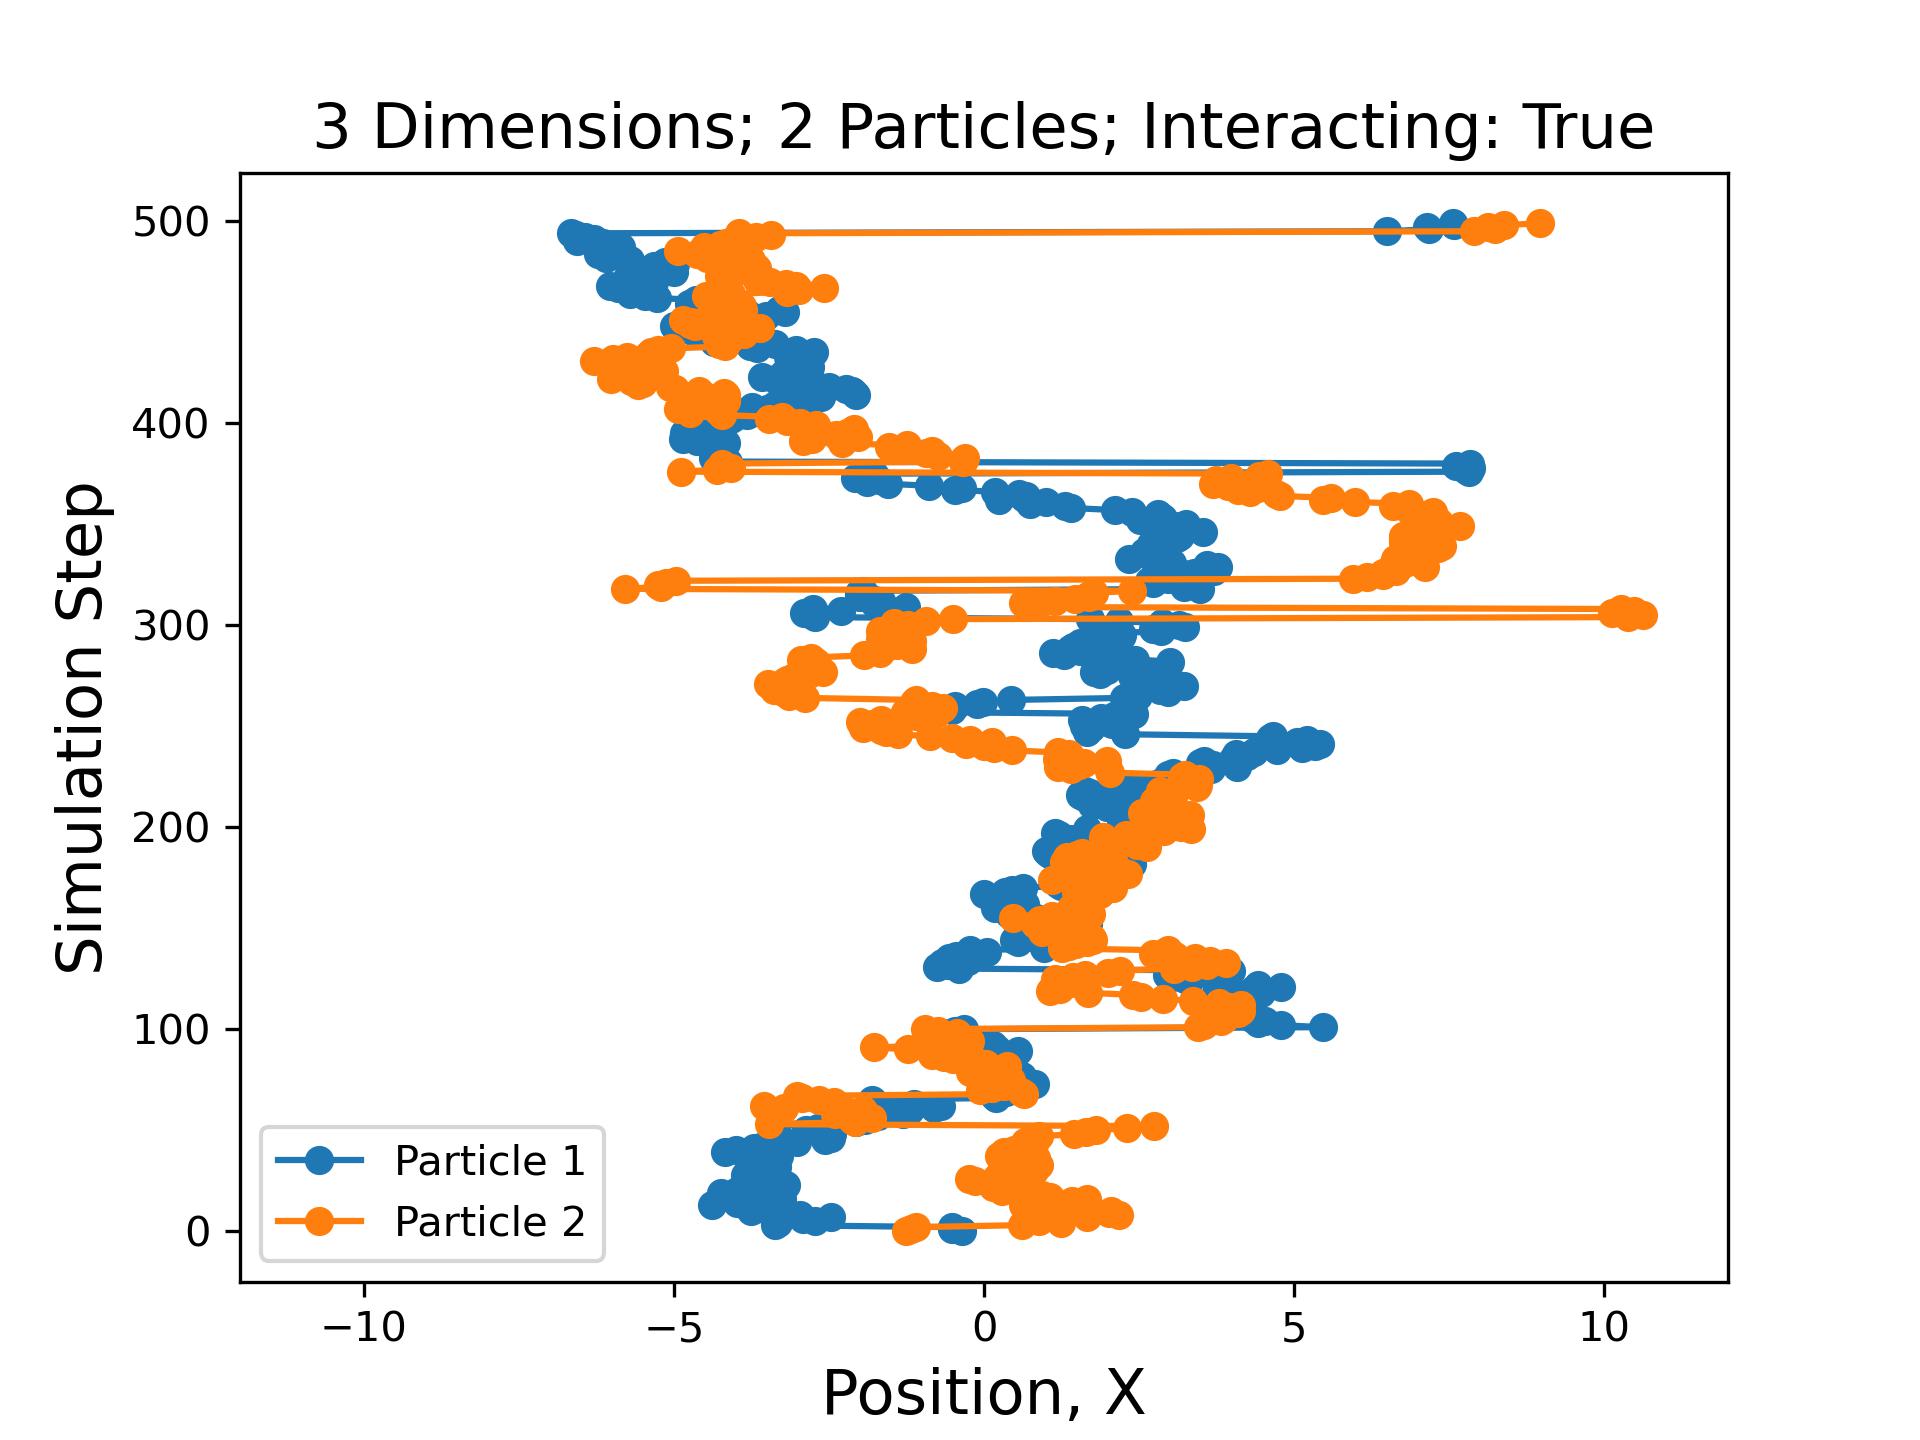 3 Dimensions; 2 Particles; Interacting: True
500
400
300
200
100
0
Simulation Step
Particle 1
Particle 2
−10
−5
0
5
10
Position, X